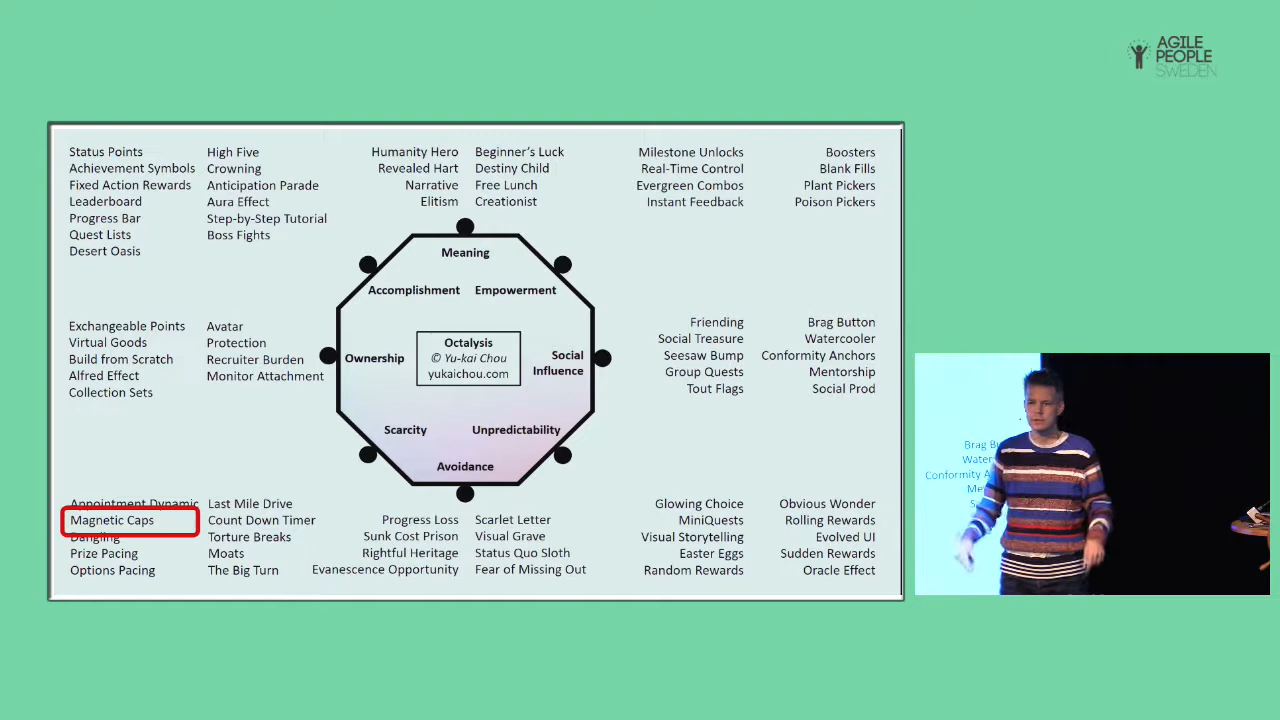 AGILE
PEOPLE
SWEDEN
Status Points
Achievement Symbols
Fixed Action Rewards
Leaderboard
Progress Bar
Quest Lists
Desert Oasis
High Five
Crowning
Anticipation Parade
Aura Effect
Step-by-Step Tutorial
Boss Fights
Humanity Hero
Revealed Hart
Narrative
Elitism
Beginner's Luck
Destiny Child
Free Lunch
Creationist
Milestone Unlocks
Real-Time Control
Evergreen Combos
Instant Feedback
Boosters
Blank Fills
Plant Pickers
Poison Pickers
Meaning
Accomplishment
Empowerment
Ownership
Octalysis
© Yu-kai Chou
yukaichou.com
Social
Influence
Scarcity
Unpredictability
Avoidance
Exchangeable Points
Virtual Goods
Build from Scratch
Alfred Effect
Collection Sets
Avatar
Protection
Recruiter Burden
Monitor Attachment
Friending
Social Treasure
Seesaw Bump
Group Quests
Tout Flags
Brag Button
Watercooler
Conformity Anchors
Mentorship
Social Prod
Appointment Dynamic
Magnetic Caps
Dangling
Prize Pacing
Options Pacing
Last Mile Drive
Count Down Timer
Torture Breaks
Moats
The Big Turn
Progress Loss
Sunk Cost Prison
Rightful Heritage
Evanescence Opportunity
Scarlet Letter
Visual Grave
Status Quo Sloth
Fear of Missing Out
Glowing Choice
MiniQuests
Visual Storytelling
Easter Eggs
Random Rewards
Obvious Wonder
Rolling Rewards
Evolved UI
Sudden Rewards
Oracle Effect
Brag Bu
Water
Conformity A
Me